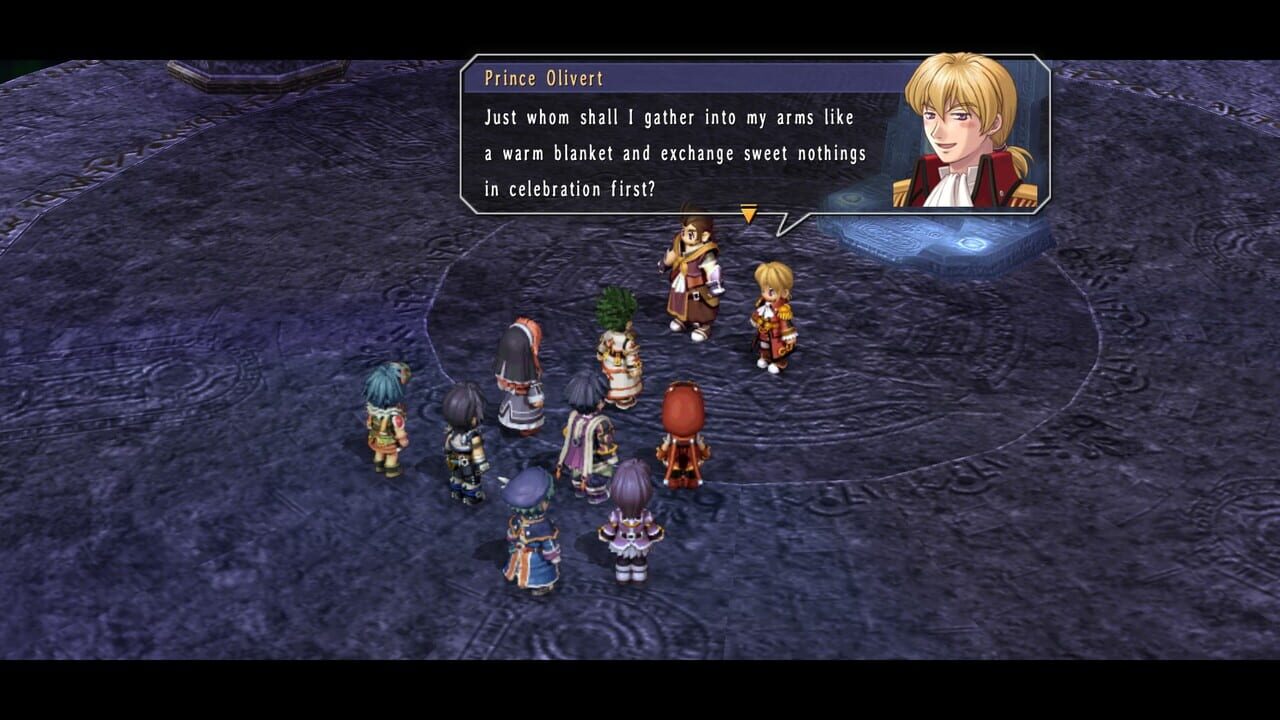 Prince Olivert
Just whom shall I gather into my arms like
a warm blanket and exchange sweet nothings
in celebration first?